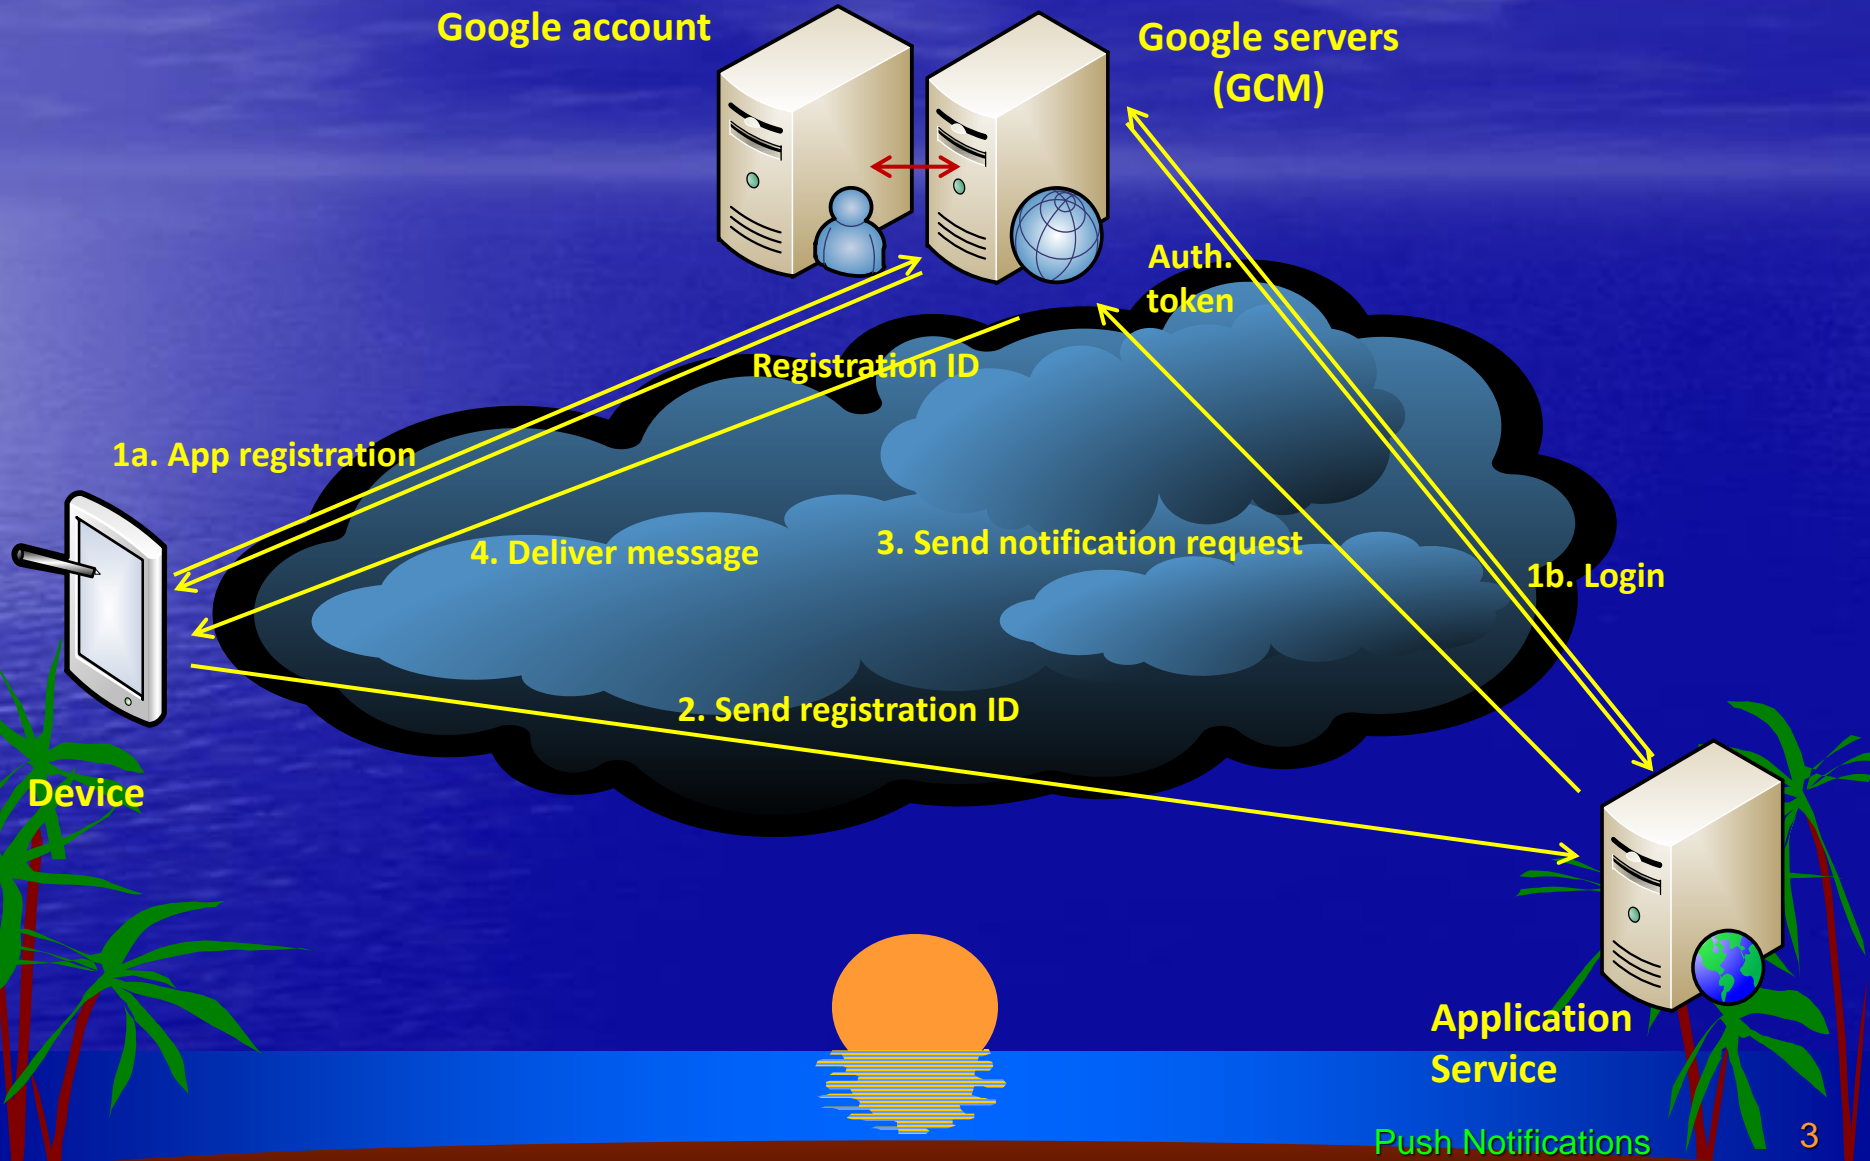 Google account
Google servers
(GCM)
Auth.
token
Registration ID
1a. App registration
4. Deliver message
3. Send notification request
1b. Login
2. Send registration ID
Device
Application
Service
Push Notifications
3